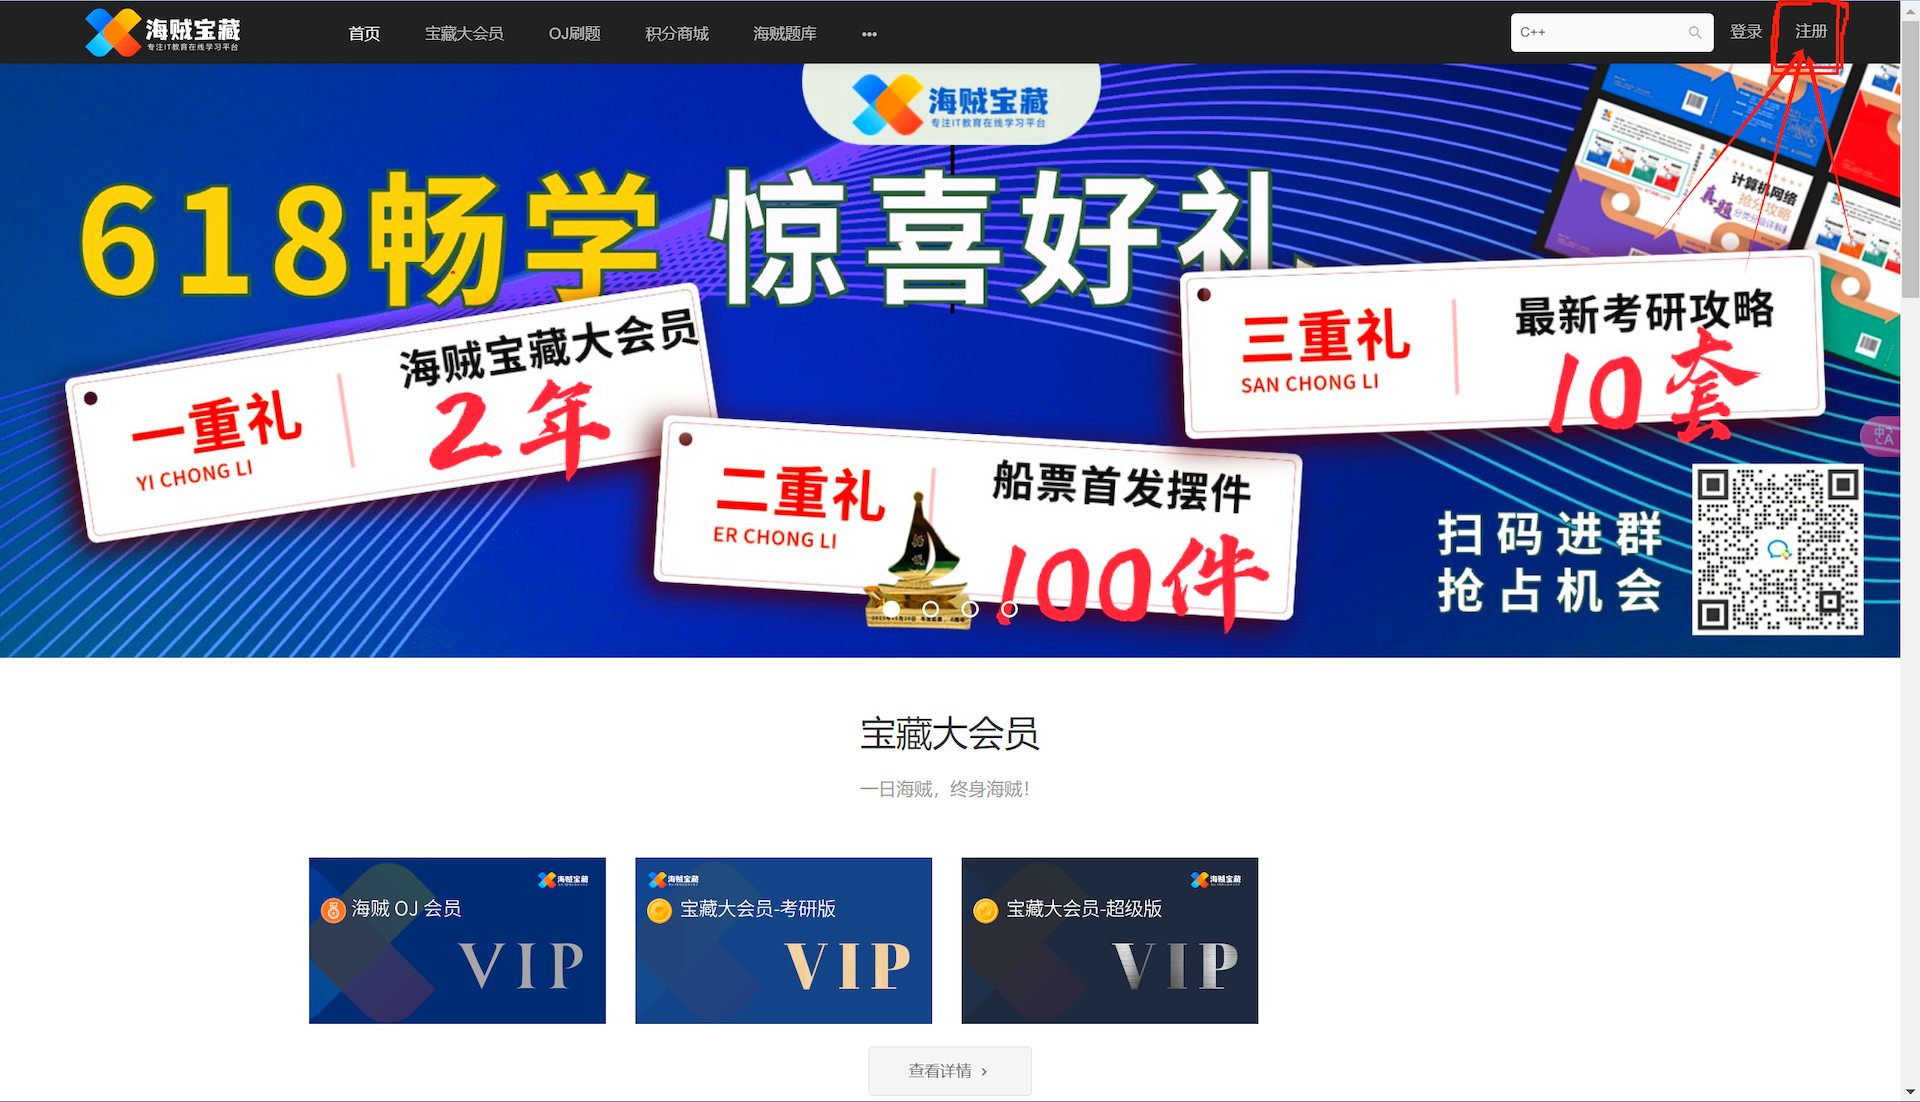 海贼宝藏
专注IT教育在线学习平台
首页
宝藏大会员
OJ刷题
积分商城
海贼题库
•••
C++
登录
注册
海贼宝藏
专注IT教育在线学习平台
618畅学 惊喜好礼
计算机网络
抢分攻略
真题
一重礼
YI CHONG LI
海贼宝藏大会员
2年
二重礼
ER CHONG LI
船票首发摆件
100件
三重礼
SAN CHONG LI
最新考研攻略
10套
扫码进群
抢占机会
宝藏大会员
一日海贼，终身海贼！
海贼宝藏
海贼 OJ 会员
VIP
海贼宝藏
宝藏大会员-考研版
VIP
海贼宝藏
宝藏大会员-超级版
VIP
查看详情 ›